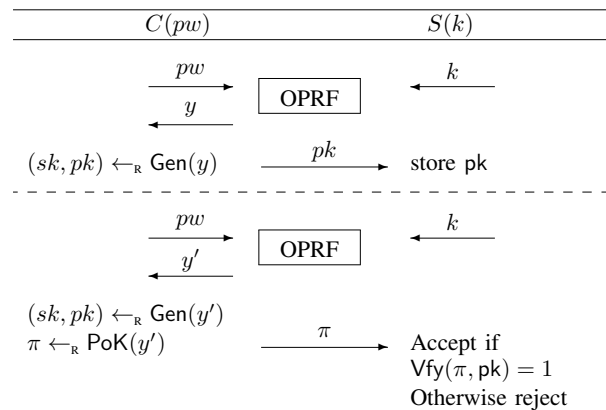 C(pw) S(k)
pw k
OPRF
y
(sk, pk) ←R Gen(y) pk store pk
pw k
OPRF
y′
(sk, pk) ←R Gen(y′)
π ←R PoK(y′) π Accept if
Vfy(π, pk) = 1
Otherwise reject